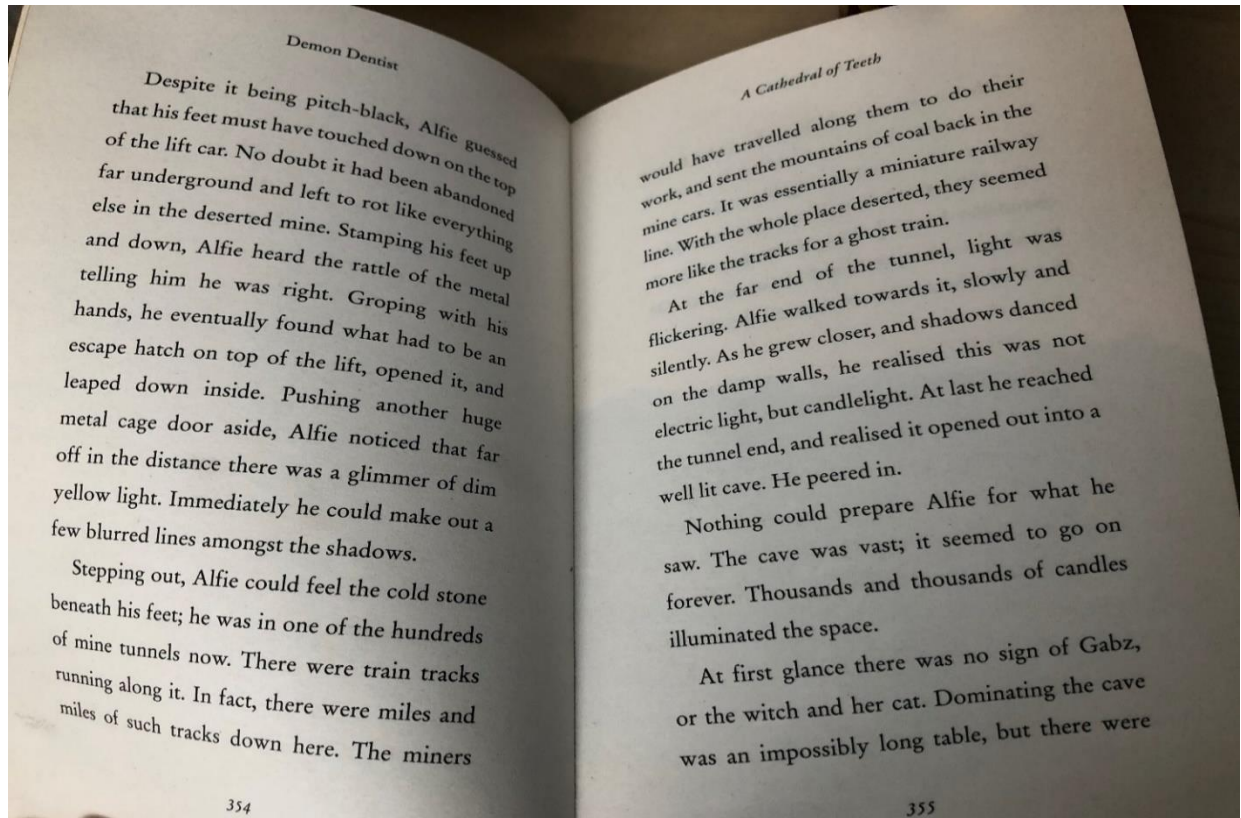 Demon Dentist
Despite it being pitch-black, Alfie guessed
that his feet must have touched down on the top
of the lift car. No doubt it had been abandoned
far underground and left to rot like everything
else in the deserted mine. Stamping his feet up
and down, Alfie heard the rattle of the metal
telling him he was right. Groping with his
hands, he eventually found what had to be an
escape hatch on top of the lift, opened it, and
leaped down inside. Pushing another huge
metal cage door aside, Alfie noticed that far
off in the distance there was a glimmer of dim
yellow light. Immediately he could make out a
few blurred lines amongst the shadows.
Stepping out, Alfie could feel the cold stone
beneath his feet; he was in one of the hundreds
of mine tunnels now. There were train tracks
running along it. In fact, there were miles and
miles of such tracks down here. The miners
354
A Cathedral of Teeth
would have travelled along them to do their
work, and sent the mountains of coal back in the
mine cars. It was essentially a miniature railway
line. With the whole place deserted, they seemed
more like the tracks for a ghost train.
At the far end of the tunnel, light was
flickering. Alfie walked towards it, slowly and
silently. As he grew closer, and shadows danced
on the damp walls, he realised this was not
electric light, but candlelight. At last he reached
the tunnel end, and realised it opened out into a
well lit cave. He peered in.
Nothing could prepare Alfie for what he
saw. The cave was vast; it seemed to go on
forever. Thousands and thousands of candles
illuminated the space.
At first glance there was no sign of Gabz,
or the witch and her cat. Dominating the cave
was an impossibly long table, but there were
355